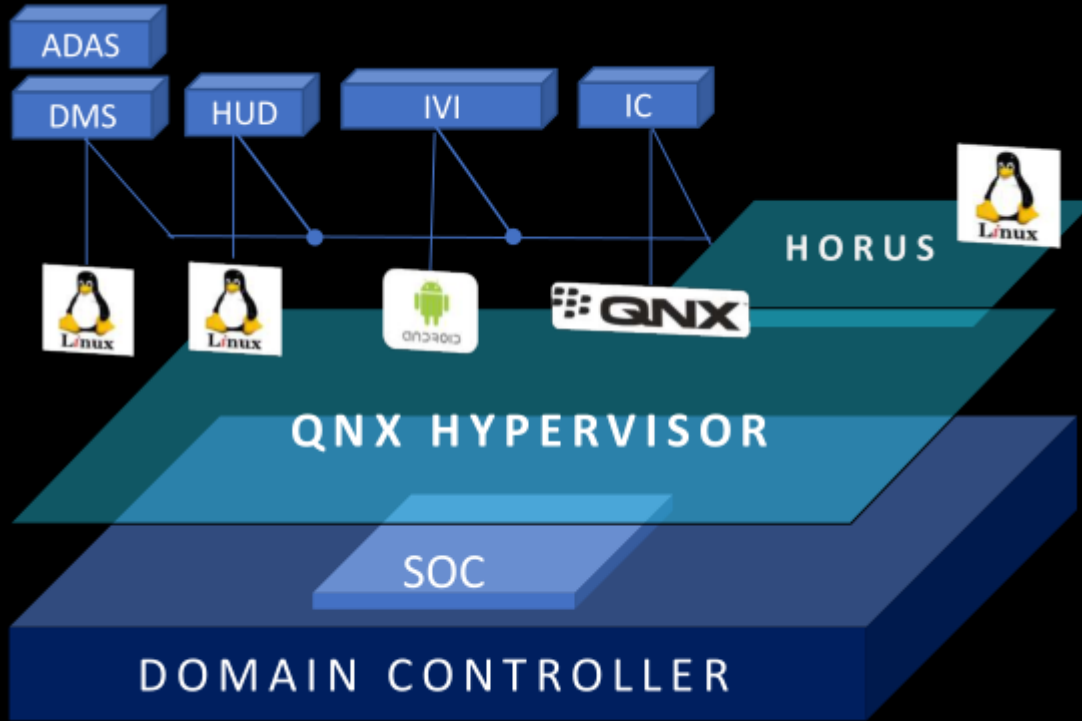 ADAS
DMS
HUD
IVI
IC
Linux
HORUS
Linux
Linux
ANDROID
QNX
QNX HYPERVISOR
SOC
DOMAIN CONTROLLER